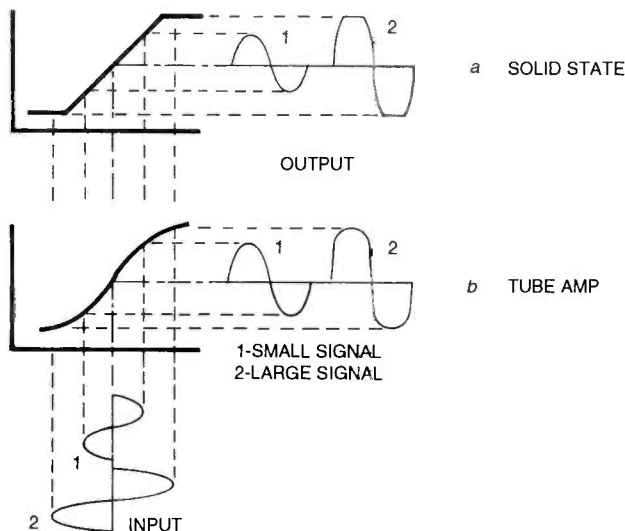 1
2
a SOLID STATE
OUTPUT
1
2
b TUBE AMP
1-SMALL SIGNAL
2-LARGE SIGNAL
1
2
INPUT